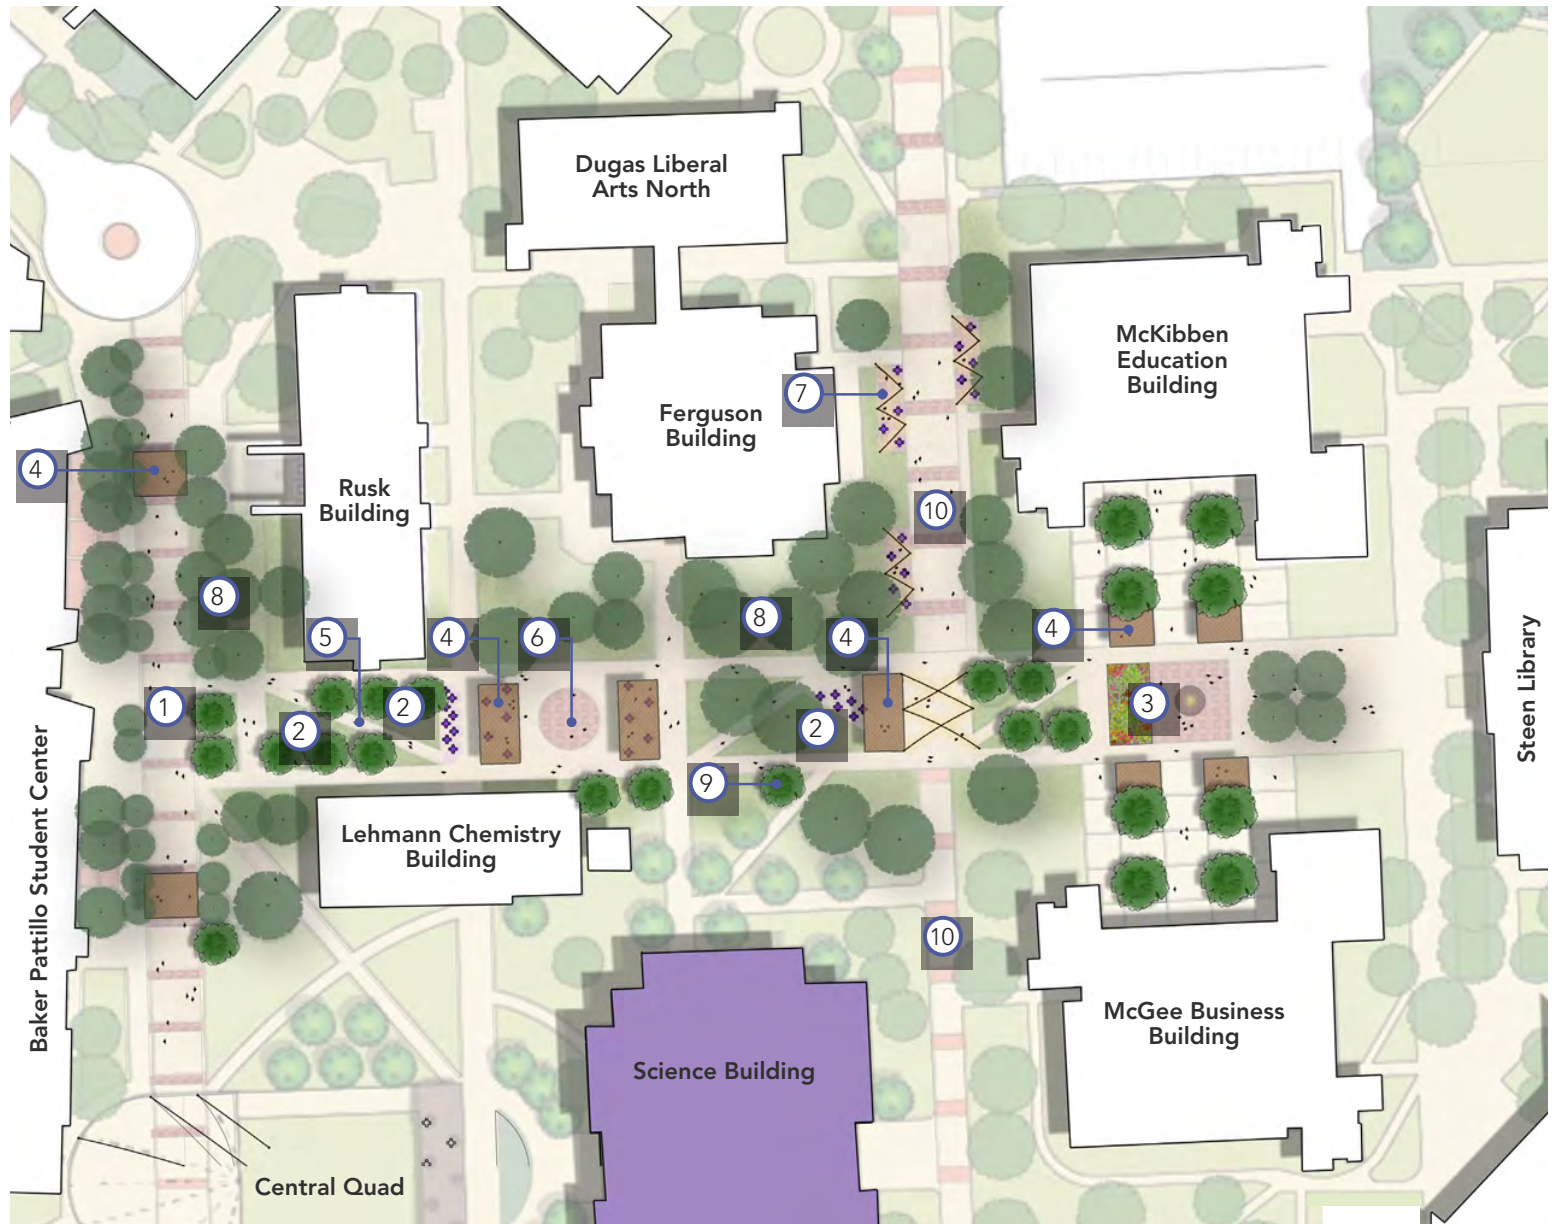 Dugas Liberal
Arts North
McKibben
Education
Building
7
Ferguson
Building
4
Rusk
Building
10
8
8
5
4
6
4
4
1
2
2
3
2
Steen Library
9
Lehmann Chemistry
Building
Baker Pattillo Student Center
10
McGee Business
Building
Science Building
Central Quad